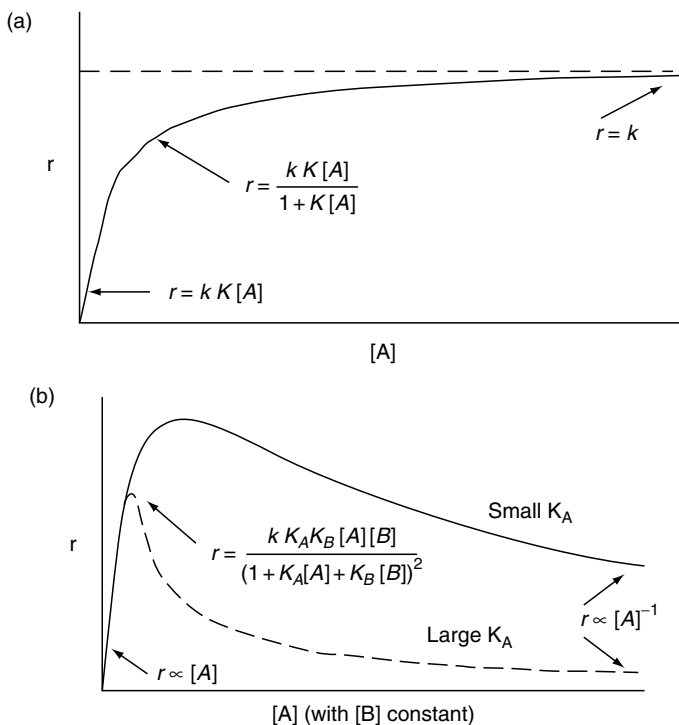 (a)
r
r = k
r = k K [A] / 1 + K [A]
r = k K [A]
[A]
(b)
r
Small K_A
r = k K_A K_B [A] [B] / (1 + K_A[A] + K_B [B])^2
r ∝ [A]^−1
Large K_A
r ∝ [A]
[A] (with [B] constant)